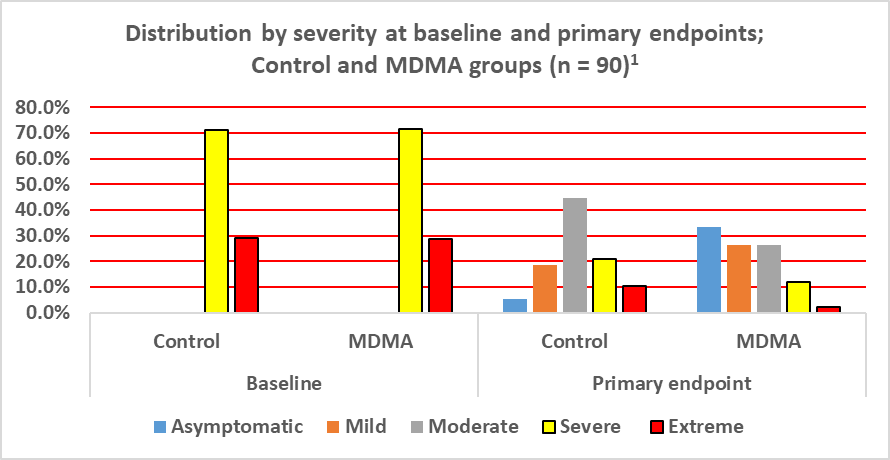 Distribution by severity at baseline and primary endpoints;
Control and MDMA groups (n = 90)¹
80.0%
70.0%
60.0%
50.0%
40.0%
30.0%
20.0%
10.0%
0.0%
Control MDMA Control MDMA
Baseline Primary endpoint
Asymptomatic Mild Moderate Severe Extreme